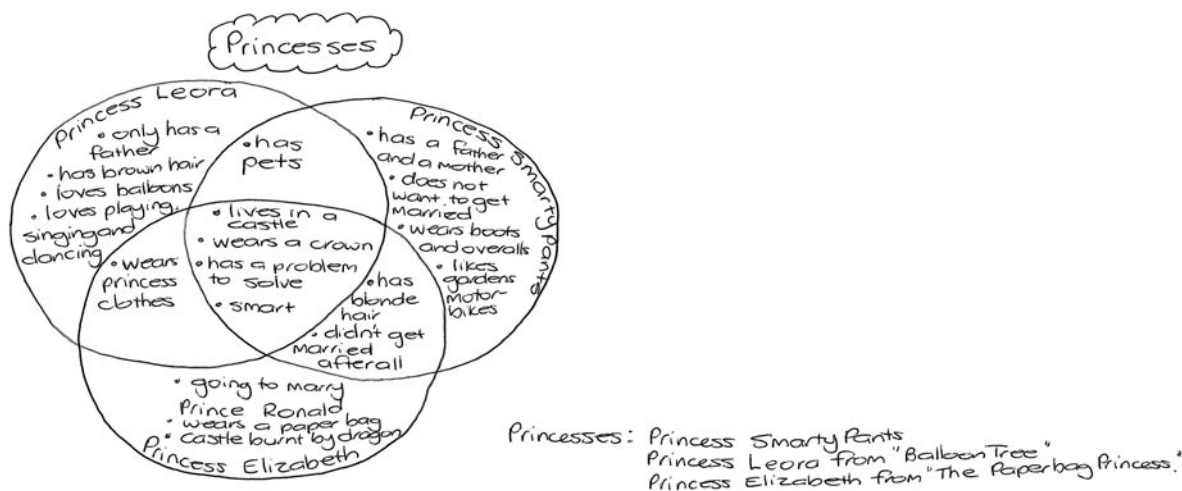 Princesses
Princess Leora
• only has a
father
• has brown hair
• loves balloons
• loves playing,
singing and
dancing
• has
pets
Princess Smarty Pants
• has a father
and a mother
• does not
want to get
married
• wears boots
and overalls
• likes
gardens
motor-
bikes
• lives in a
castle
• wears a crown
• has a problem
to solve
• smart
• wears
princess
clothes
• has
blonde
hair
• didn't get
married
afterall
• going to marry
Prince Ronald
• wears a paper bag
• castle burnt by dragon
Princess Elizabeth
Princesses: Princess Smarty Pants
Princess Leora from "Balloon Tree"
Princess Elizabeth from "The Paperbag Princess."